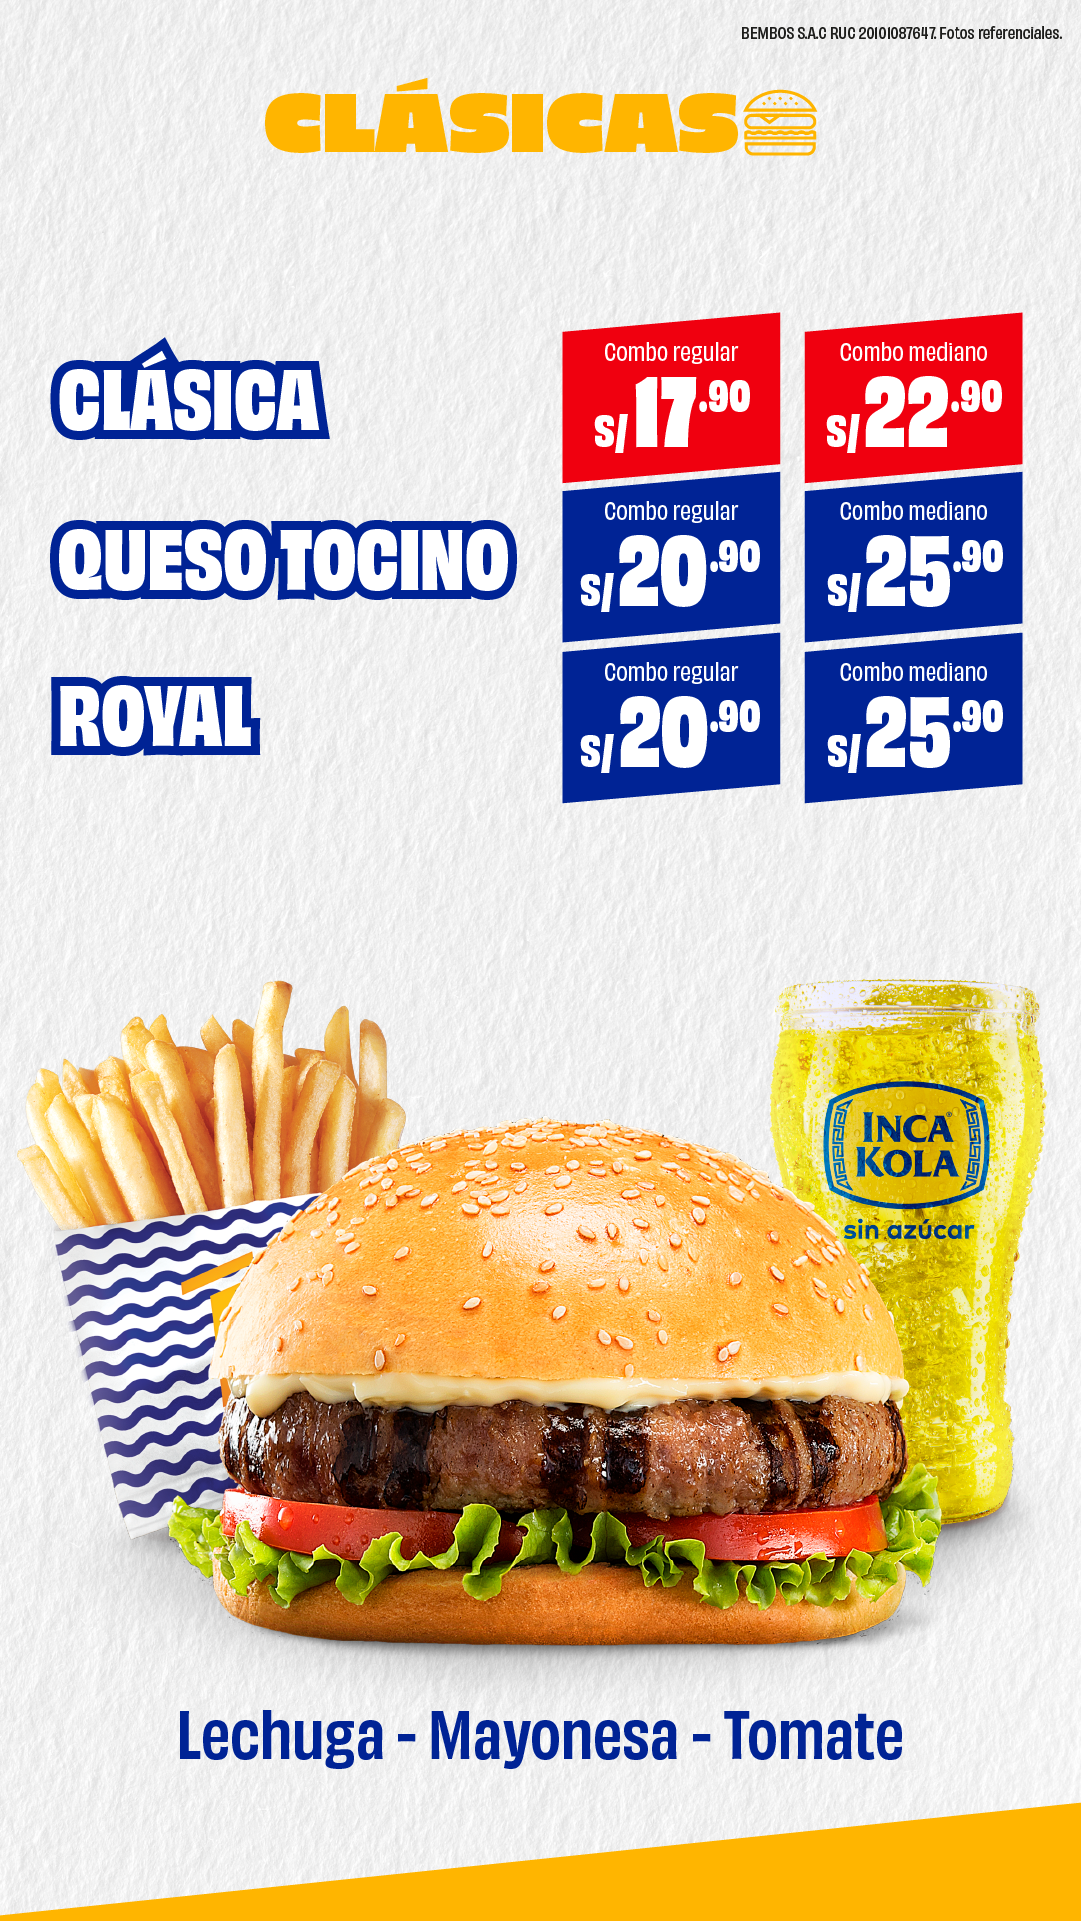 BEMBOS S.A.C RUC 20101087647. Fotos referenciales.
CLÁSICAS
CLÁSICA
Combo regular
S/17.90
Combo mediano
S/22.90
QUESO TOCINO
Combo regular
S/20.90
Combo mediano
S/25.90
ROYAL
Combo regular
S/20.90
Combo mediano
S/25.90
INCA
KOLA
sin azúcar
Lechuga - Mayonesa - Tomate